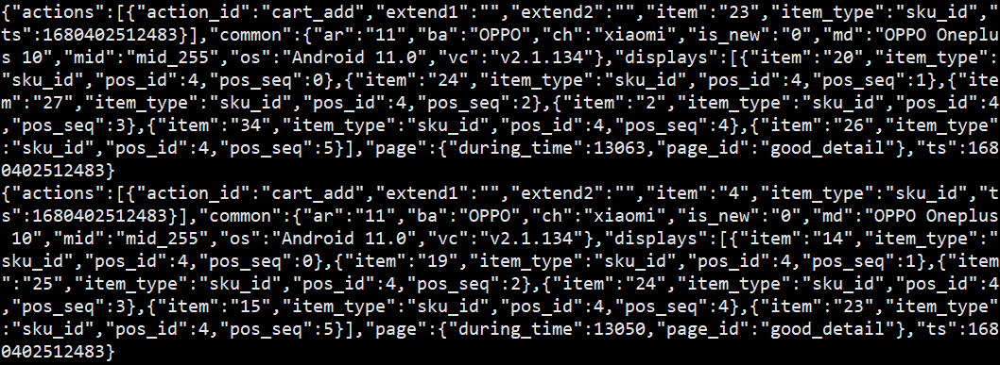 {"actions":[{"action_id":"cart_add","extend1":"","extend2":"","item":"23","item_type":"sku_id","
ts":1680402512483}],"common":{"ar":"11","ba":"OPPO","ch":"xiaomi","is_new":"0","md":"OPPO Oneplu
s 10","mid":"mid_255","os":"Android 11.0","vc":"v2.1.134"},"displays":[{"item":"20","item_type":
"sku_id","pos_id":4,"pos_seq":0},{"item":"24","item_type":"sku_id","pos_id":4,"pos_seq":1},{"ite
m":"27","item_type":"sku_id","pos_id":4,"pos_seq":2},{"item":"2","item_type":"sku_id","pos_id":4
,"pos_seq":3},{"item":"34","item_type":"sku_id","pos_id":4,"pos_seq":4},{"item":"26","item_type"
:"sku_id","pos_id":4,"pos_seq":5}],"page":{"during_time":13063,"page_id":"good_detail"},"ts":168
0402512483}
{"actions":[{"action_id":"cart_add","extend1":"","extend2":"","item":"4","item_type":"sku_id","t
s":1680402512483}],"common":{"ar":"11","ba":"OPPO","ch":"xiaomi","is_new":"0","md":"OPPO Oneplus
 10","mid":"mid_255","os":"Android 11.0","vc":"v2.1.134"},"displays":[{"item":"14","item_type":"
sku_id","pos_id":4,"pos_seq":0},{"item":"19","item_type":"sku_id","pos_id":4,"pos_seq":1},{"item
":"25","item_type":"sku_id","pos_id":4,"pos_seq":2},{"item":"24","item_type":"sku_id","pos_id":4
,"pos_seq":3},{"item":"15","item_type":"sku_id","pos_id":4,"pos_seq":4},{"item":"23","item_type"
:"sku_id","pos_id":4,"pos_seq":5}],"page":{"during_time":13050,"page_id":"good_detail"},"ts":168
0402512483}